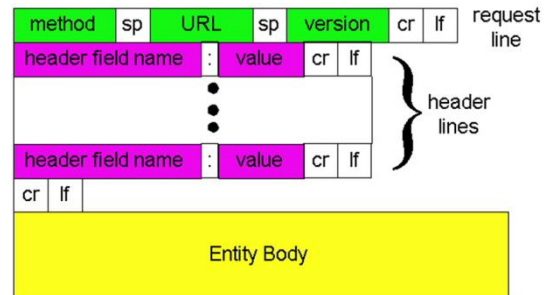 method sp URL sp version cr lf request
line
header field name : value cr lf
header
lines
header field name : value cr lf
cr lf
Entity Body